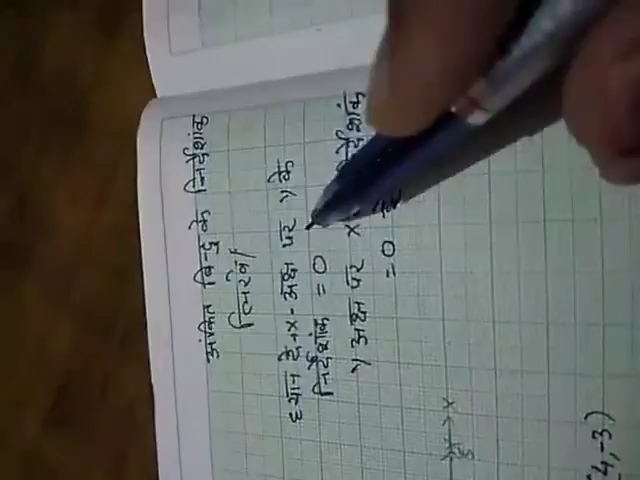 अंकित बिन्दु के निर्देशांक
लिखें।
ध्यान दें → x- अक्ष पर y के
निर्देशांक = 0
y अक्ष पर x निर्देशांक
= 0
x
(4,-3)